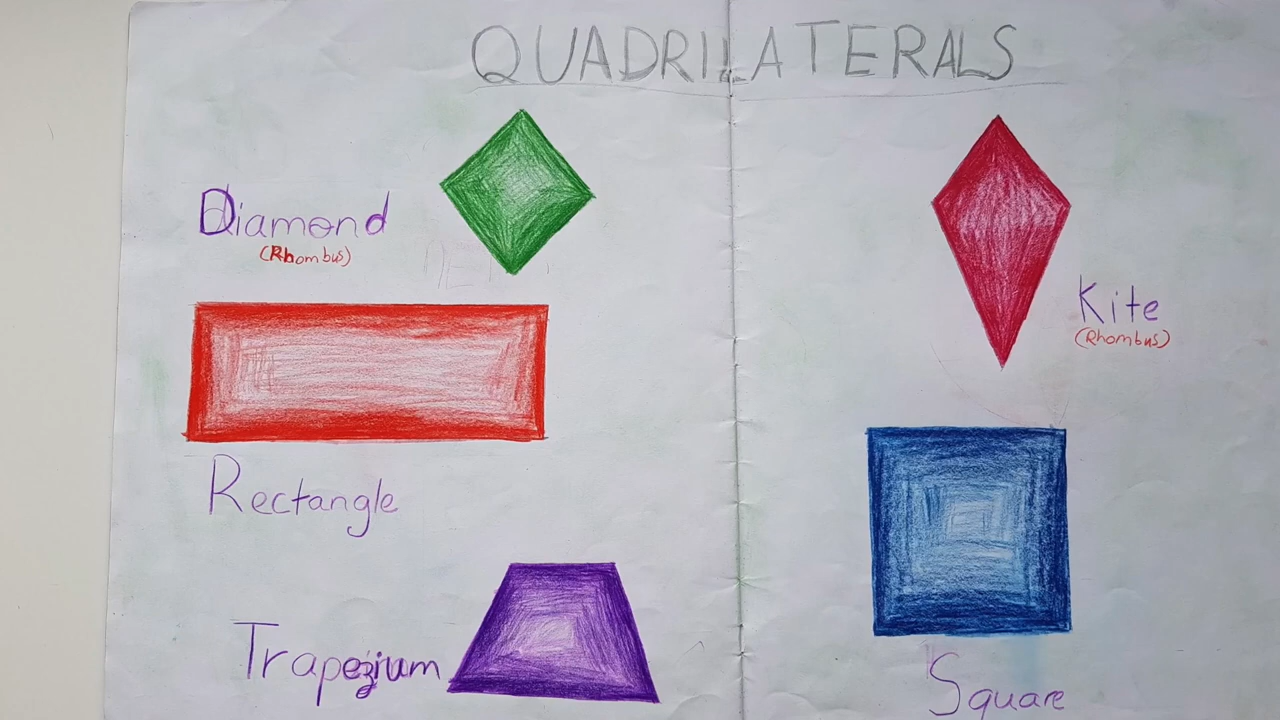 QUADRILATERALS
Diamond
(Rhombus)
Kite
(Rhombus)
Rectangle
Trapezium
Square